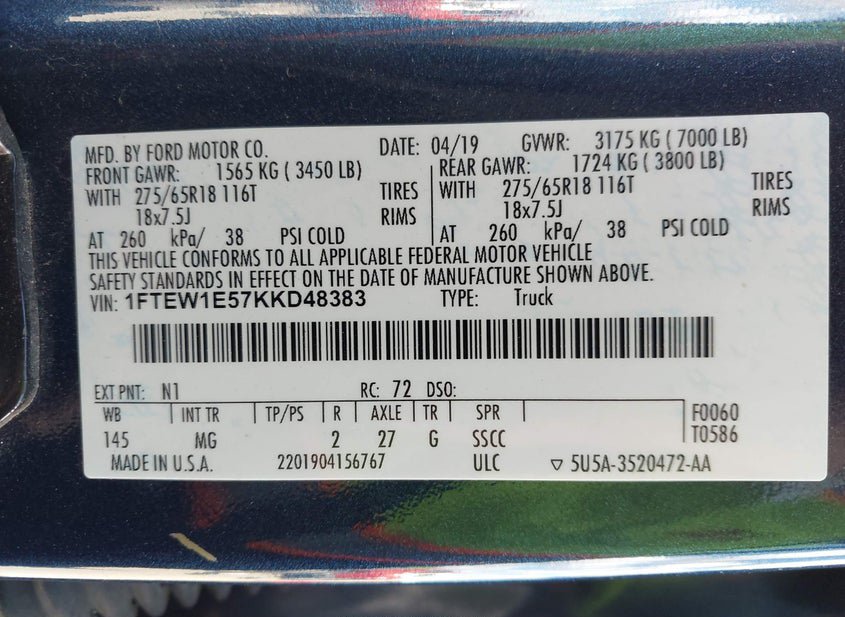 MFD. BY FORD MOTOR CO. DATE: 04/19 GVWR: 3175 KG ( 7000 LB)
FRONT GAWR: 1565 KG ( 3450 LB) REAR GAWR: 1724 KG ( 3800 LB)
WITH 275/65R18 116T TIRES WITH 275/65R18 116T TIRES
18x7.5J RIMS 18x7.5J RIMS
AT 260 kPa/ 38 PSI COLD AT 260 kPa/ 38 PSI COLD
THIS VEHICLE CONFORMS TO ALL APPLICABLE FEDERAL MOTOR VEHICLE
SAFETY STANDARDS IN EFFECT ON THE DATE OF MANUFACTURE SHOWN ABOVE.
VIN: 1FTEW1E57KKD48383 TYPE: Truck
EXT PNT: N1 RC: 72 DSO:
WB INT TR TP/PS R AXLE TR SPR F0060
145 MG 2 27 G SSCC T0586
MADE IN U.S.A. 2201904156767 ULC ▽ 5U5A-3520472-AA